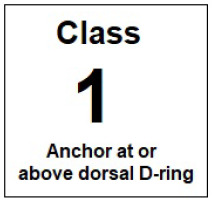 Class
1
Anchor at or
above dorsal D-ring